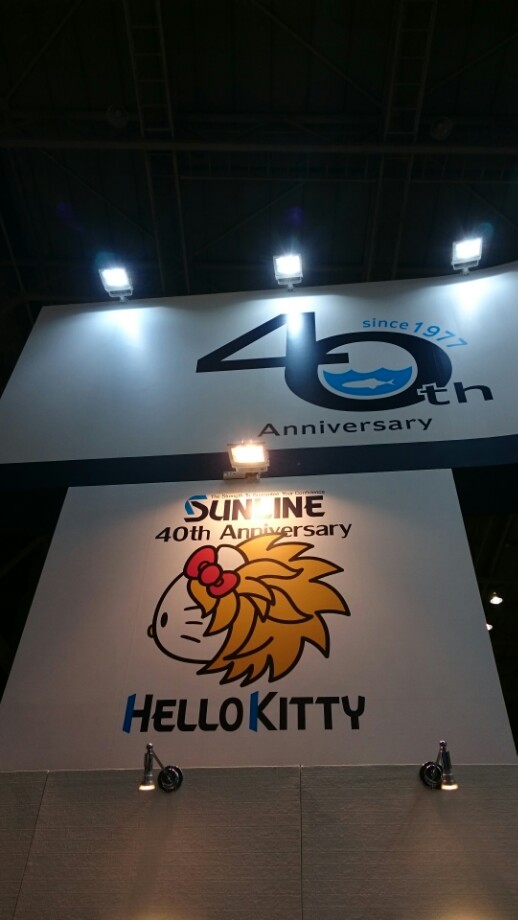 since 1977
40th
Anniversary
SUNLINE
40th Anniversary
HELLO KITTY